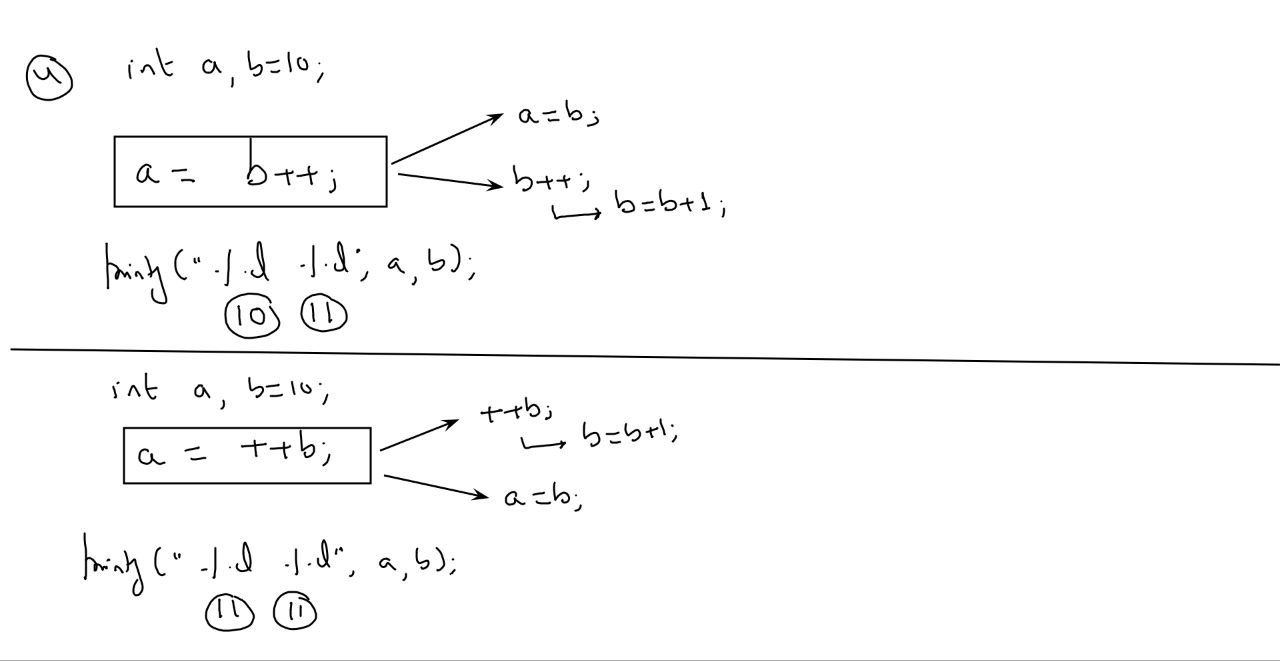 4 int a, b=10;
a=b;
a = b++;
b++;
b=b+1;
printf("%d %d", a, b);
10 11
int a, b=10;
++b;
b=b+1;
a = ++b;
a=b;
printf("%d %d", a, b);
11 11